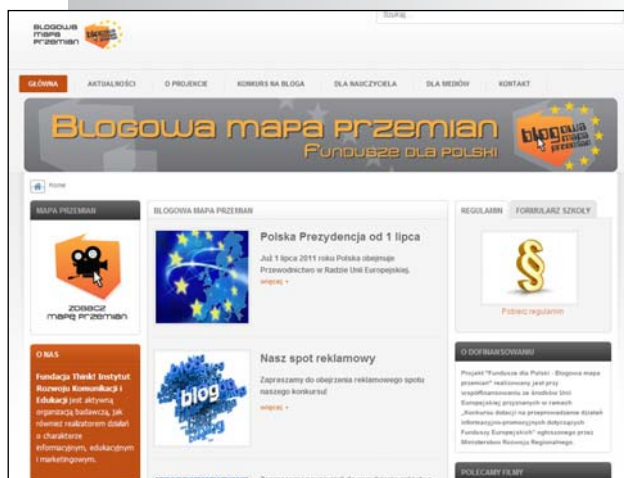 BLOGOWA
MAPA
PRZEMIAN
blogowa
Szukaj...
GŁÓWNA
AKTUALNOŚCI
O PROJEKCIE
KONKURS NA BLOGA
DLA NAUCZYCIELA
DLA MEDIÓW
KONTAKT
BLOGOWA MAPA PRZEMIAN
FUNDUSZE DLA POLSKI
blogowa
mapa
przemian
Home
MAPA PRZEMIAN
ZOBACZ
MAPĘ PRZEMIAN
O NAS
Fundacja Think! Instytut
Rozwoju Komunikacji i
Edukacji jest aktywną
organizacją badawczą, jak
również realizatorem działań
o charakterze
informacyjnym, edukacyjnym
i marketingowym.
BLOGOWA MAPA PRZEMIAN
Polska Prezydencja od 1 lipca
Już 1 lipca 2011 roku Polska obejmuje
Przewodnictwo w Radzie Unii Europejskiej.
więcej +
blog
Nasz spot reklamowy
Zapraszamy do obejrzenia reklamowego spotu
naszego konkursu!
więcej +
REGULAMIN
FORMULARZ SZKOŁY
§
Pobierz regulamin
O DOFINANSOWANIU
Projekt "Fundusze dla Polski - Blogowa mapa
przemian" realizowany jest przy
współfinansowaniu ze środków Unii
Europejskiej przyznanych w ramach
„Konkursu dotacji na przeprowadzenie działań
informacyjno-promocyjnych dotyczących
Funduszy Europejskich" ogłoszonego przez
Ministerstwo Rozwoju Regionalnego.
POLECAMY FILMY